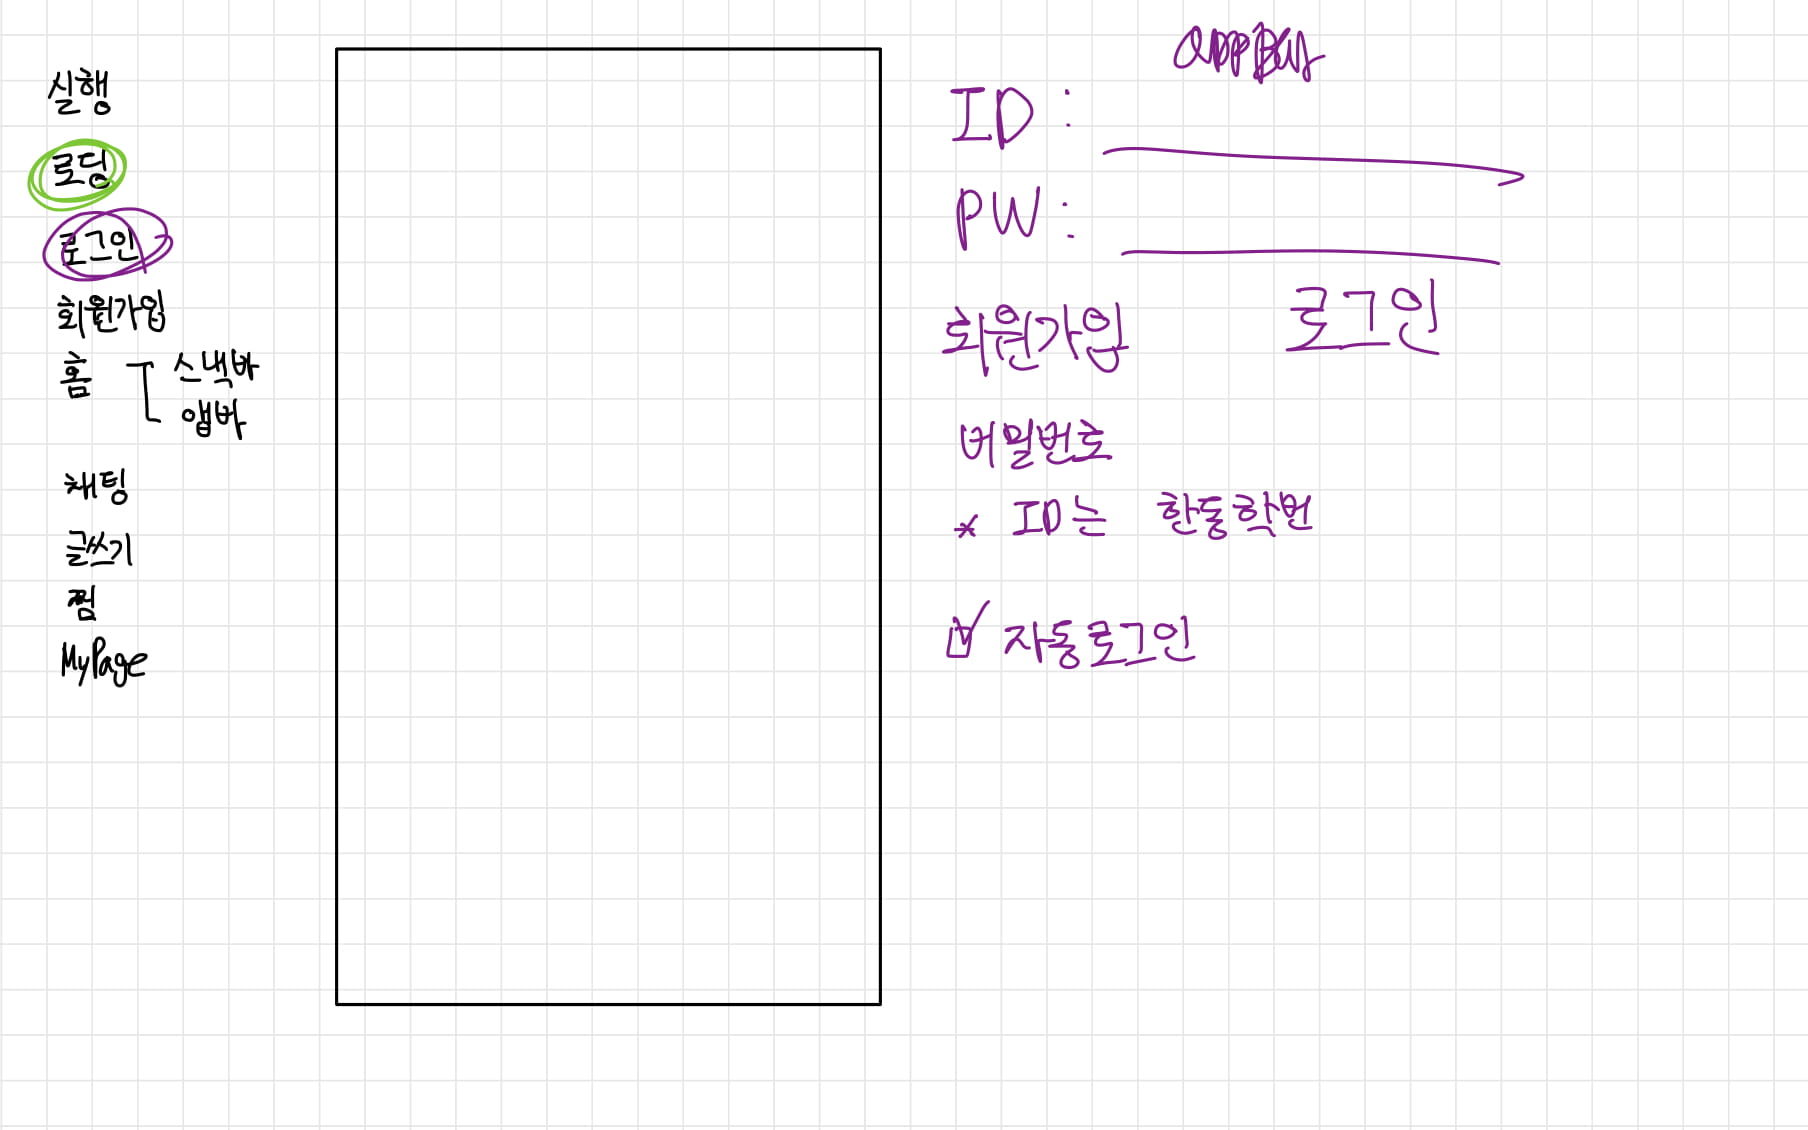 실행
로딩
로그인
회원가입
홈 스낵바
앱바
채팅
글쓰기
찜
MyPage
appBar
ID :
PW :
회원가입 로그인
비밀번호
* ID는 한동학번
자동로그인